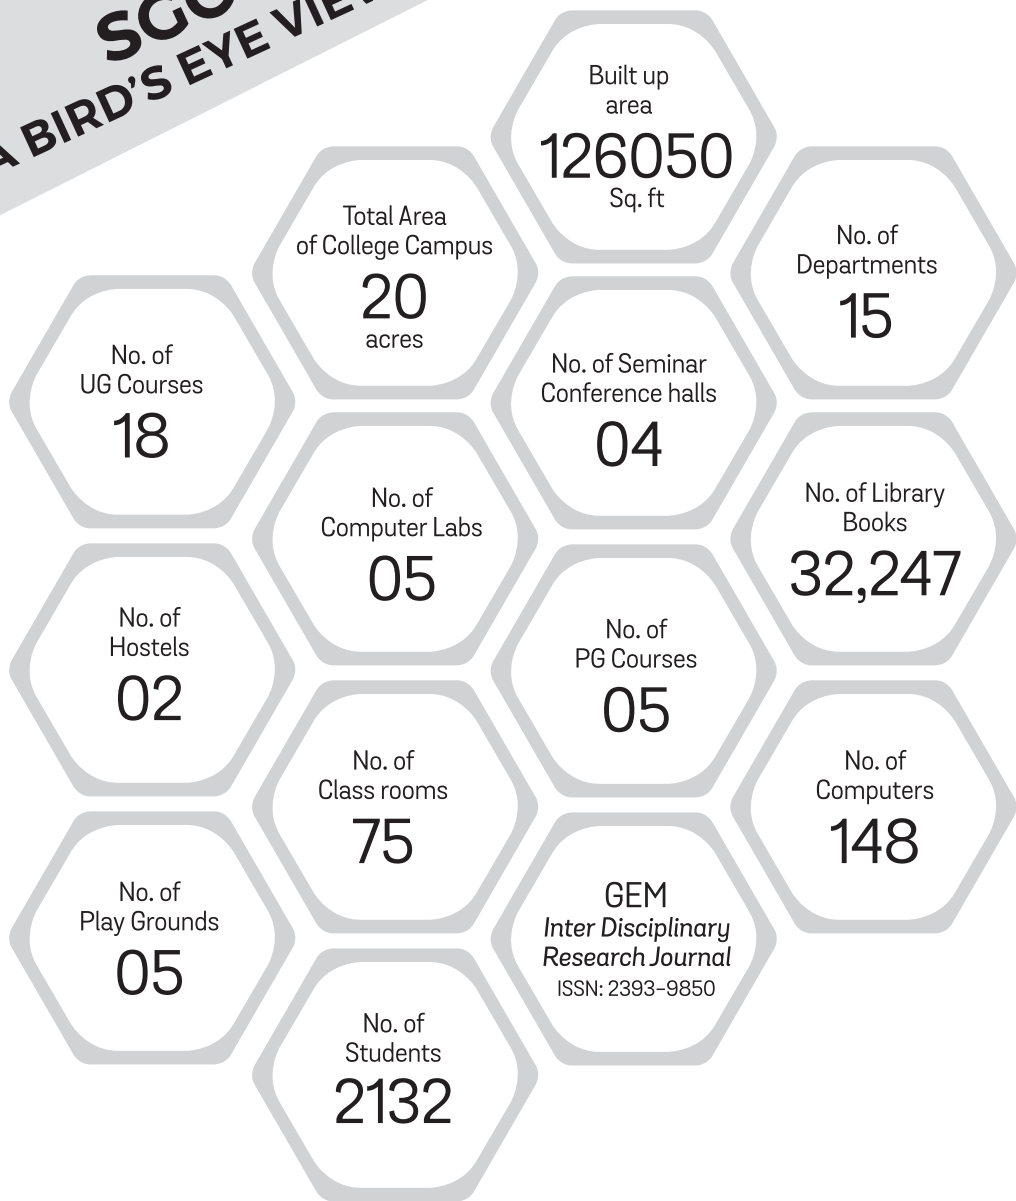 A BIRD'S EYE VIEW
Built up
area
126050
Sq. ft
Total Area
of College Campus
20
acres
No. of
Departments
15
No. of
UG Courses
18
No. of Seminar
Conference halls
04
No. of
Computer Labs
05
No. of Library
Books
32,247
No. of
Hostels
02
No. of
PG Courses
05
No. of
Class rooms
75
No. of
Computers
148
No. of
Play Grounds
05
GEM
Inter Disciplinary
Research Journal
ISSN: 2393-9850
No. of
Students
2132